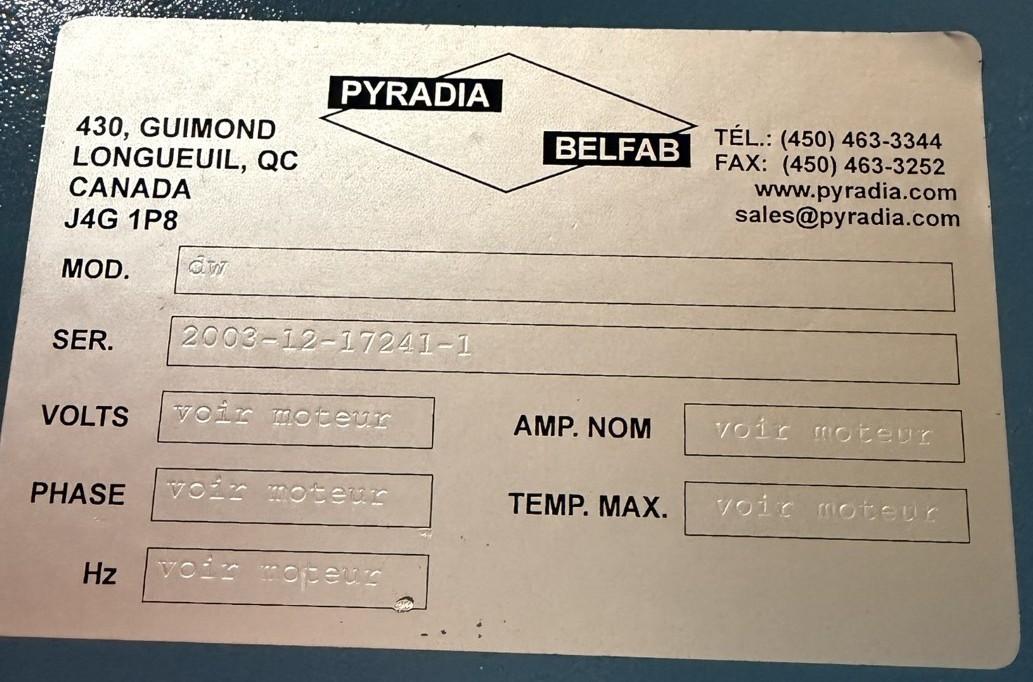 PYRADIA
BELFAB
430, GUIMOND
LONGUEUIL, QC
CANADA
J4G 1P8
TÉL.: (450) 463-3344
FAX: (450) 463-3252
www.pyradia.com
sales@pyradia.com
MOD. dw
SER. 2003-12-17241-1
VOLTS voir moteur AMP. NOM voir moteur
PHASE voir moteur TEMP. MAX. voir moteur
Hz voir moteur